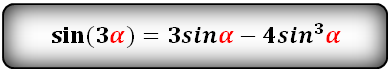 sin(3α) = 3sinα − 4sin³α